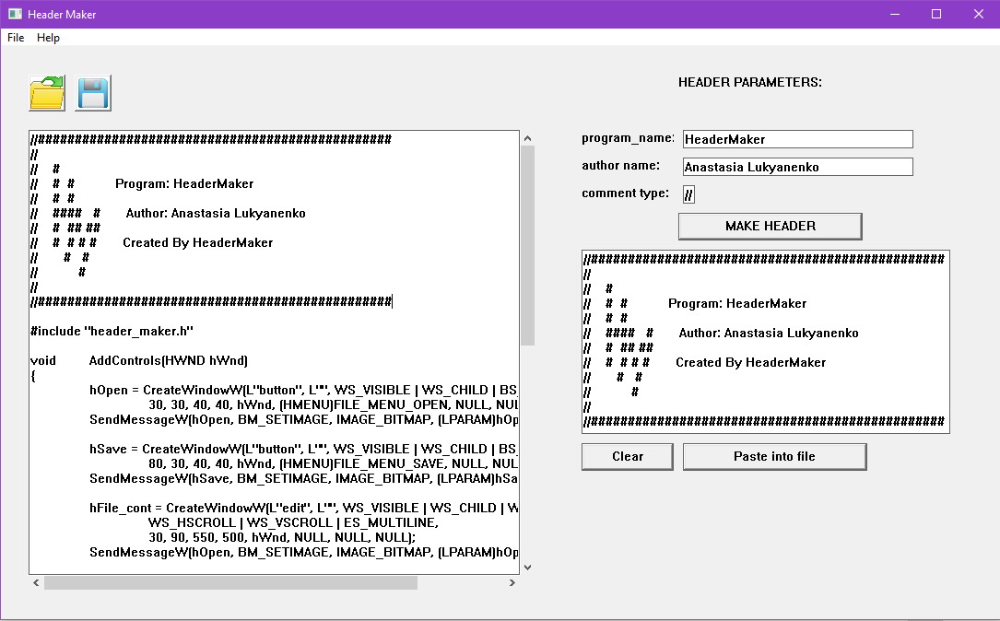 Header Maker
File Help
HEADER PARAMETERS:
program_name: HeaderMaker
author name: Anastasia Lukyanenko
comment type: //
MAKE HEADER
//################################################
//
//    #
//    #  #           Program: HeaderMaker
//    #  #
//    ####   #       Author: Anastasia Lukyanenko
//    #  ## ##
//    #  # # #       Created By HeaderMaker
//       #   #
//           #
//
//################################################
#include "header_maker.h"
void AddControls(HWND hWnd)
{
hOpen = CreateWindowW(L"button", L"", WS_VISIBLE | WS_CHILD | BS_
30, 30, 40, 40, hWnd, (HMENU)FILE_MENU_OPEN, NULL, NUL
SendMessageW(hOpen, BM_SETIMAGE, IMAGE_BITMAP, (LPARAM)hOp
hSave = CreateWindowW(L"button", L"", WS_VISIBLE | WS_CHILD | BS_
80, 30, 40, 40, hWnd, (HMENU)FILE_MENU_SAVE, NULL, NUL
SendMessageW(hSave, BM_SETIMAGE, IMAGE_BITMAP, (LPARAM)hSa
hFile_cont = CreateWindowW(L"edit", L"", WS_VISIBLE | WS_CHILD | W
WS_HSCROLL | WS_VSCROLL | ES_MULTILINE,
30, 90, 550, 500, hWnd, NULL, NULL, NULL);
SendMessageW(hOpen, BM_SETIMAGE, IMAGE_BITMAP, (LPARAM)hOp
//################################################
//
//    #
//    #  #           Program: HeaderMaker
//    #  #
//    ####   #       Author: Anastasia Lukyanenko
//    #  ## ##
//    #  # # #       Created By HeaderMaker
//       #   #
//           #
//
//################################################
Clear
Paste into file